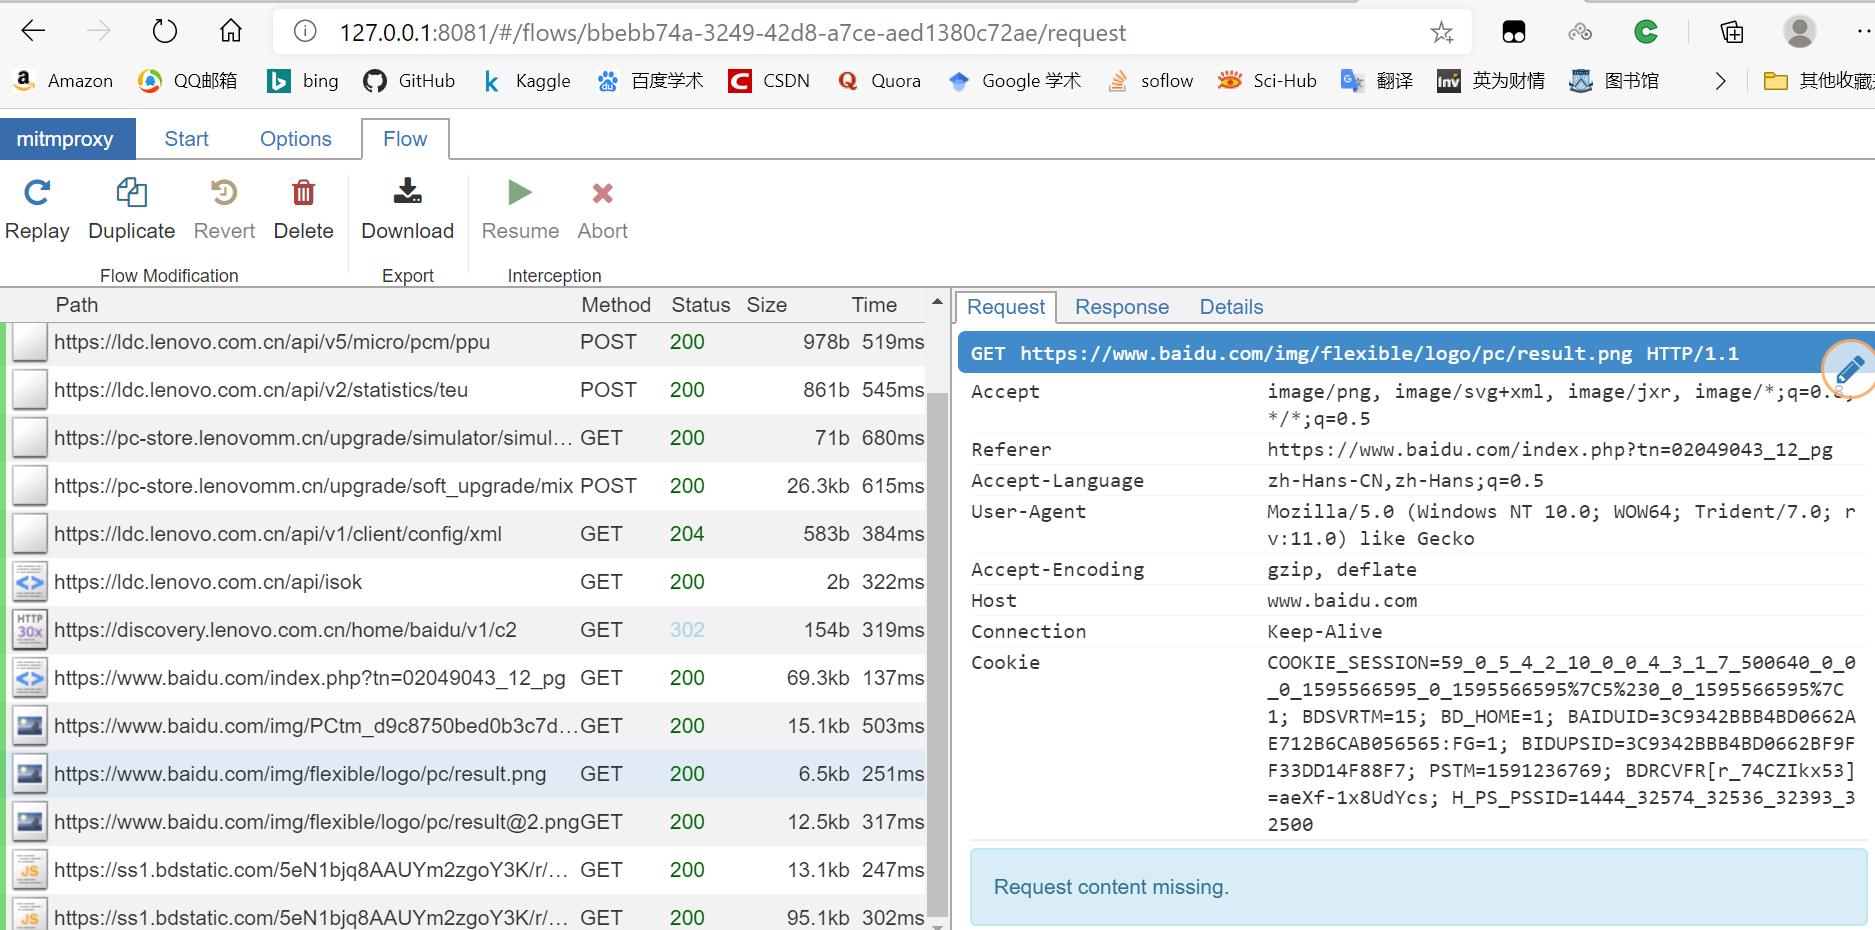 127.0.0.1:8081/#/flows/bbebb74a-3249-42d8-a7ce-aed1380c72ae/request
Amazon QQ邮箱 bing GitHub Kaggle 百度学术 CSDN Quora Google 学术 soflow Sci-Hub 翻译 英为财情 图书馆 其他收藏
mitmproxy Start Options Flow
Replay Duplicate Revert Delete Download Resume Abort
Flow Modification Export Interception
Path Method Status Size Time
https://ldc.lenovo.com.cn/api/v5/micro/pcm/ppu POST 200 978b 519ms
https://ldc.lenovo.com.cn/api/v2/statistics/teu POST 200 861b 545ms
https://pc-store.lenovomm.cn/upgrade/simulator/simul… GET 200 71b 680ms
https://pc-store.lenovomm.cn/upgrade/soft_upgrade/mix POST 200 26.3kb 615ms
https://ldc.lenovo.com.cn/api/v1/client/config/xml GET 204 583b 384ms
https://ldc.lenovo.com.cn/api/isok GET 200 2b 322ms
HTTP 30x https://discovery.lenovo.com.cn/home/baidu/v1/c2 GET 302 154b 319ms
https://www.baidu.com/index.php?tn=02049043_12_pg GET 200 69.3kb 137ms
https://www.baidu.com/img/PCtm_d9c8750bed0b3c7d… GET 200 15.1kb 503ms
https://www.baidu.com/img/flexible/logo/pc/result.png GET 200 6.5kb 251ms
https://www.baidu.com/img/flexible/logo/pc/result@2.png GET 200 12.5kb 317ms
JS https://ss1.bdstatic.com/5eN1bjq8AAUYm2zgoY3K/r/… GET 200 13.1kb 247ms
JS https://ss1.bdstatic.com/5eN1bjq8AAUYm2zgoY3K/r/… GET 200 95.1kb 302ms
Request Response Details
GET https://www.baidu.com/img/flexible/logo/pc/result.png HTTP/1.1
Accept image/png, image/svg+xml, image/jxr, image/*;q=0.8,
*/*;q=0.5
Referer https://www.baidu.com/index.php?tn=02049043_12_pg
Accept-Language zh-Hans-CN,zh-Hans;q=0.5
User-Agent Mozilla/5.0 (Windows NT 10.0; WOW64; Trident/7.0; r
v:11.0) like Gecko
Accept-Encoding gzip, deflate
Host www.baidu.com
Connection Keep-Alive
Cookie COOKIE_SESSION=59_0_5_4_2_10_0_0_4_3_1_7_500640_0_0
_0_1595566595_0_1595566595%7C5%230_0_1595566595%7C
1; BDSVRTM=15; BD_HOME=1; BAIDUID=3C9342BBB4BD0662A
E712B6CAB056565:FG=1; BIDUPSID=3C9342BBB4BD0662BF9F
F33DD14F88F7; PSTM=1591236769; BDRCVFR[r_74CZIkx53]
=aeXf-1x8UdYcs; H_PS_PSSID=1444_32574_32536_32393_3
2500
Request content missing.